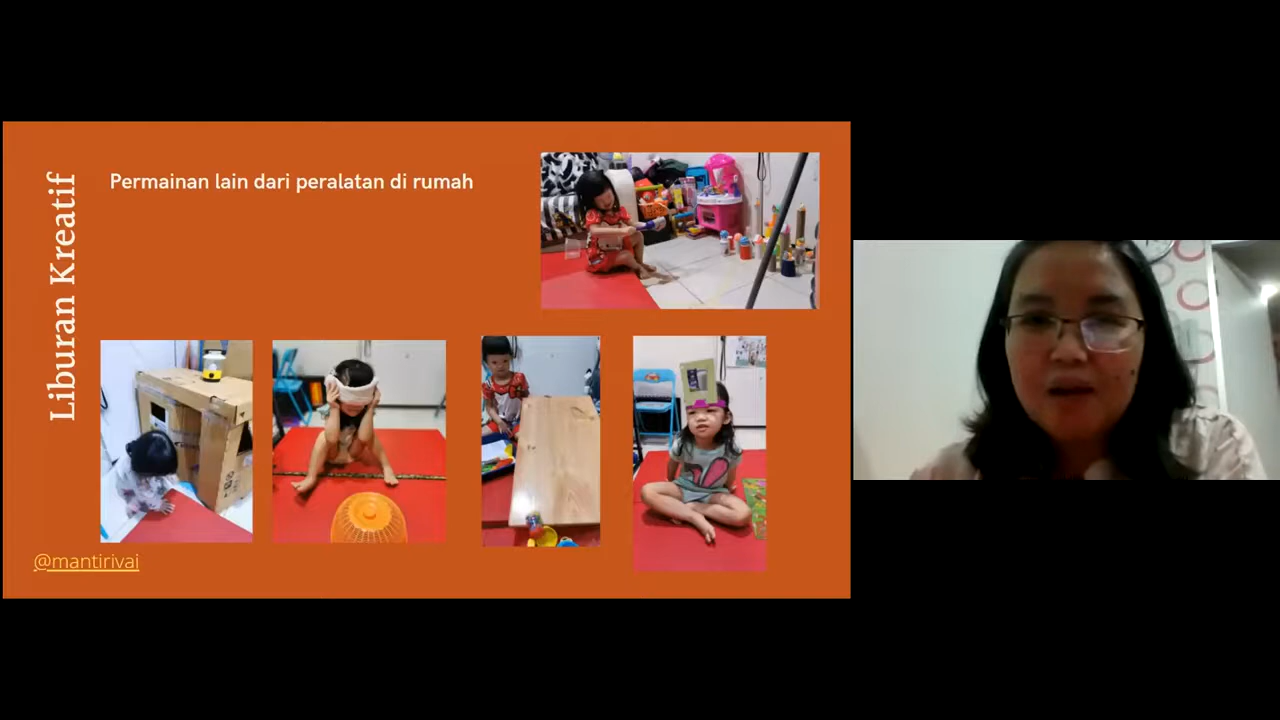 Liburan Kreatif
Permainan lain dari peralatan di rumah
@mantirivai